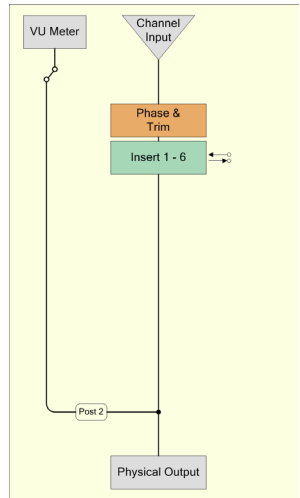 VU Meter
Channel
Input
Phase &
Trim
Insert 1 - 6
Post 2
Physical Output